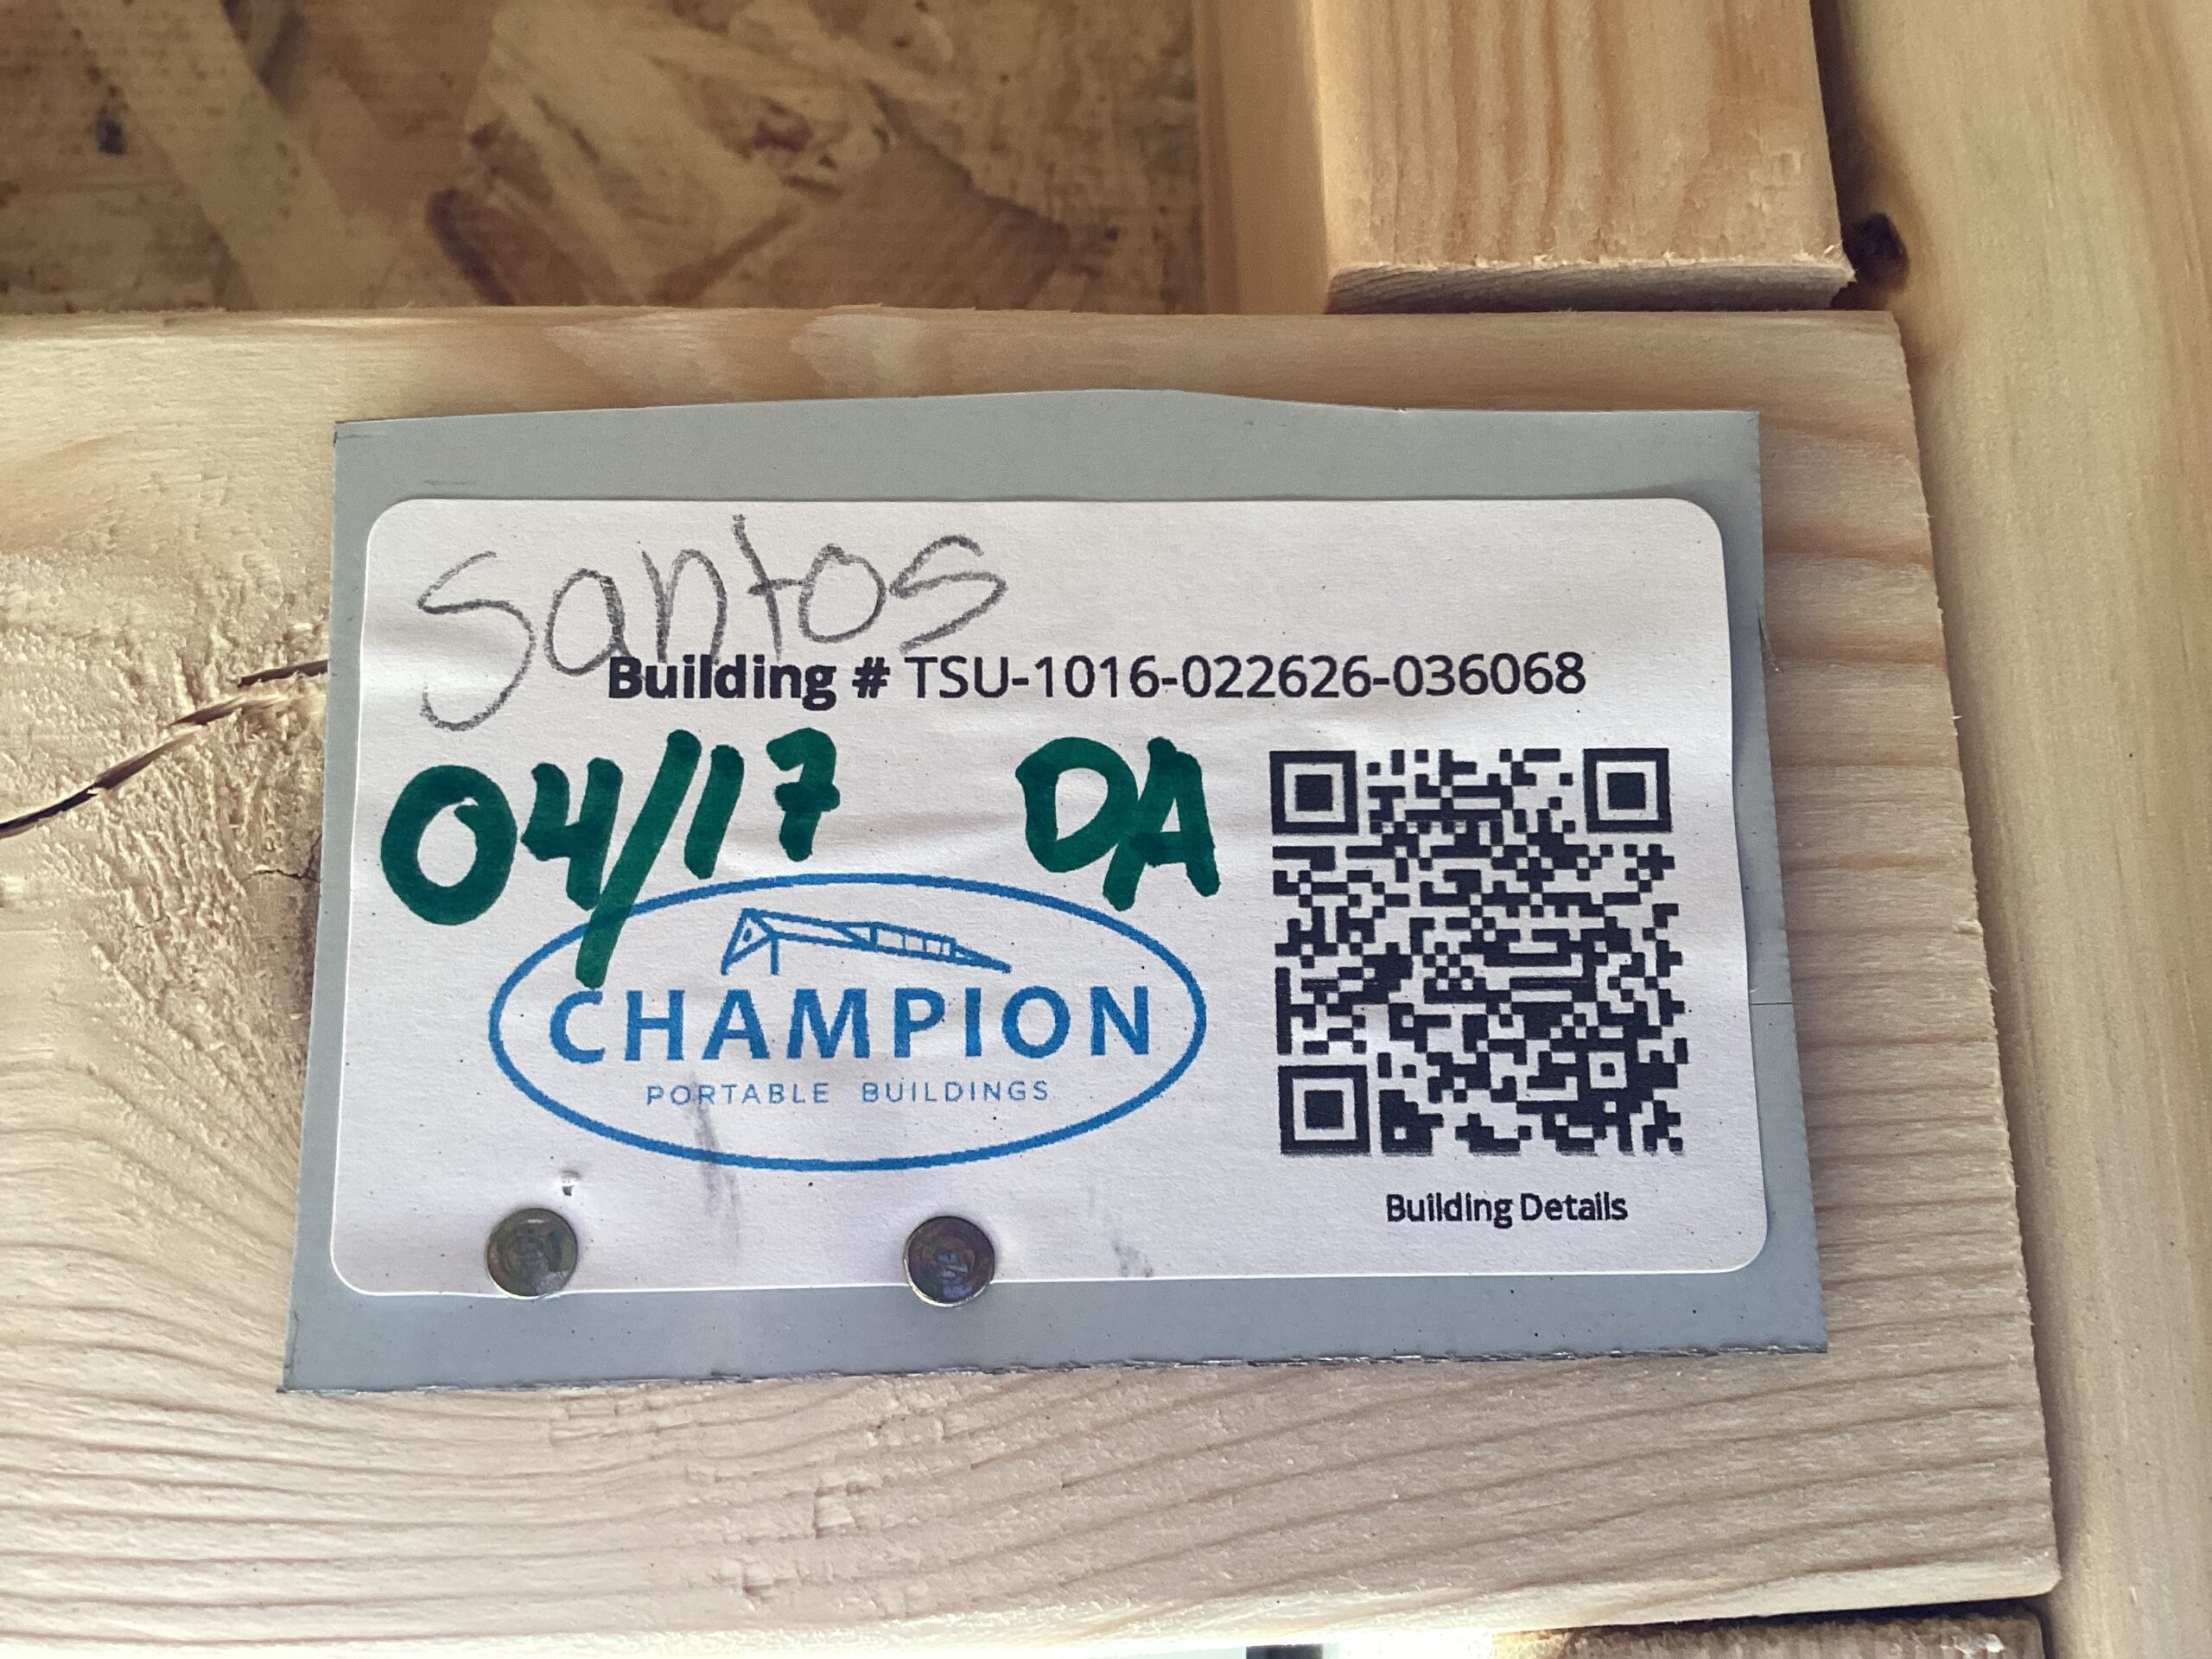 Santos
Building # TSU-1016-022626-036068
04/17 DA
CHAMPION
PORTABLE BUILDINGS
Building Details